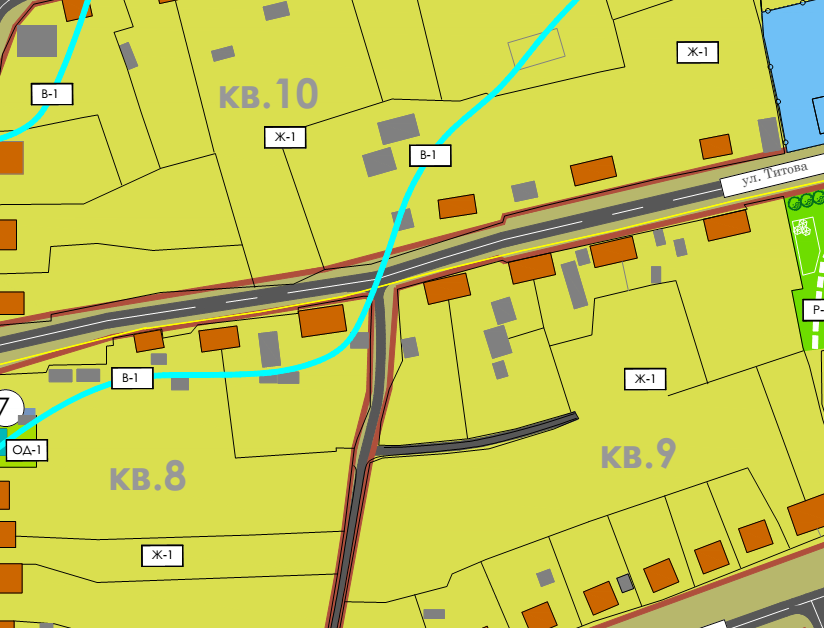 Ж-1
В-1
кв.10
Ж-1
В-1
ул. Титова
Р-
Ж-1
В-1
7
ОД-1
кв.9
кв.8
Ж-1